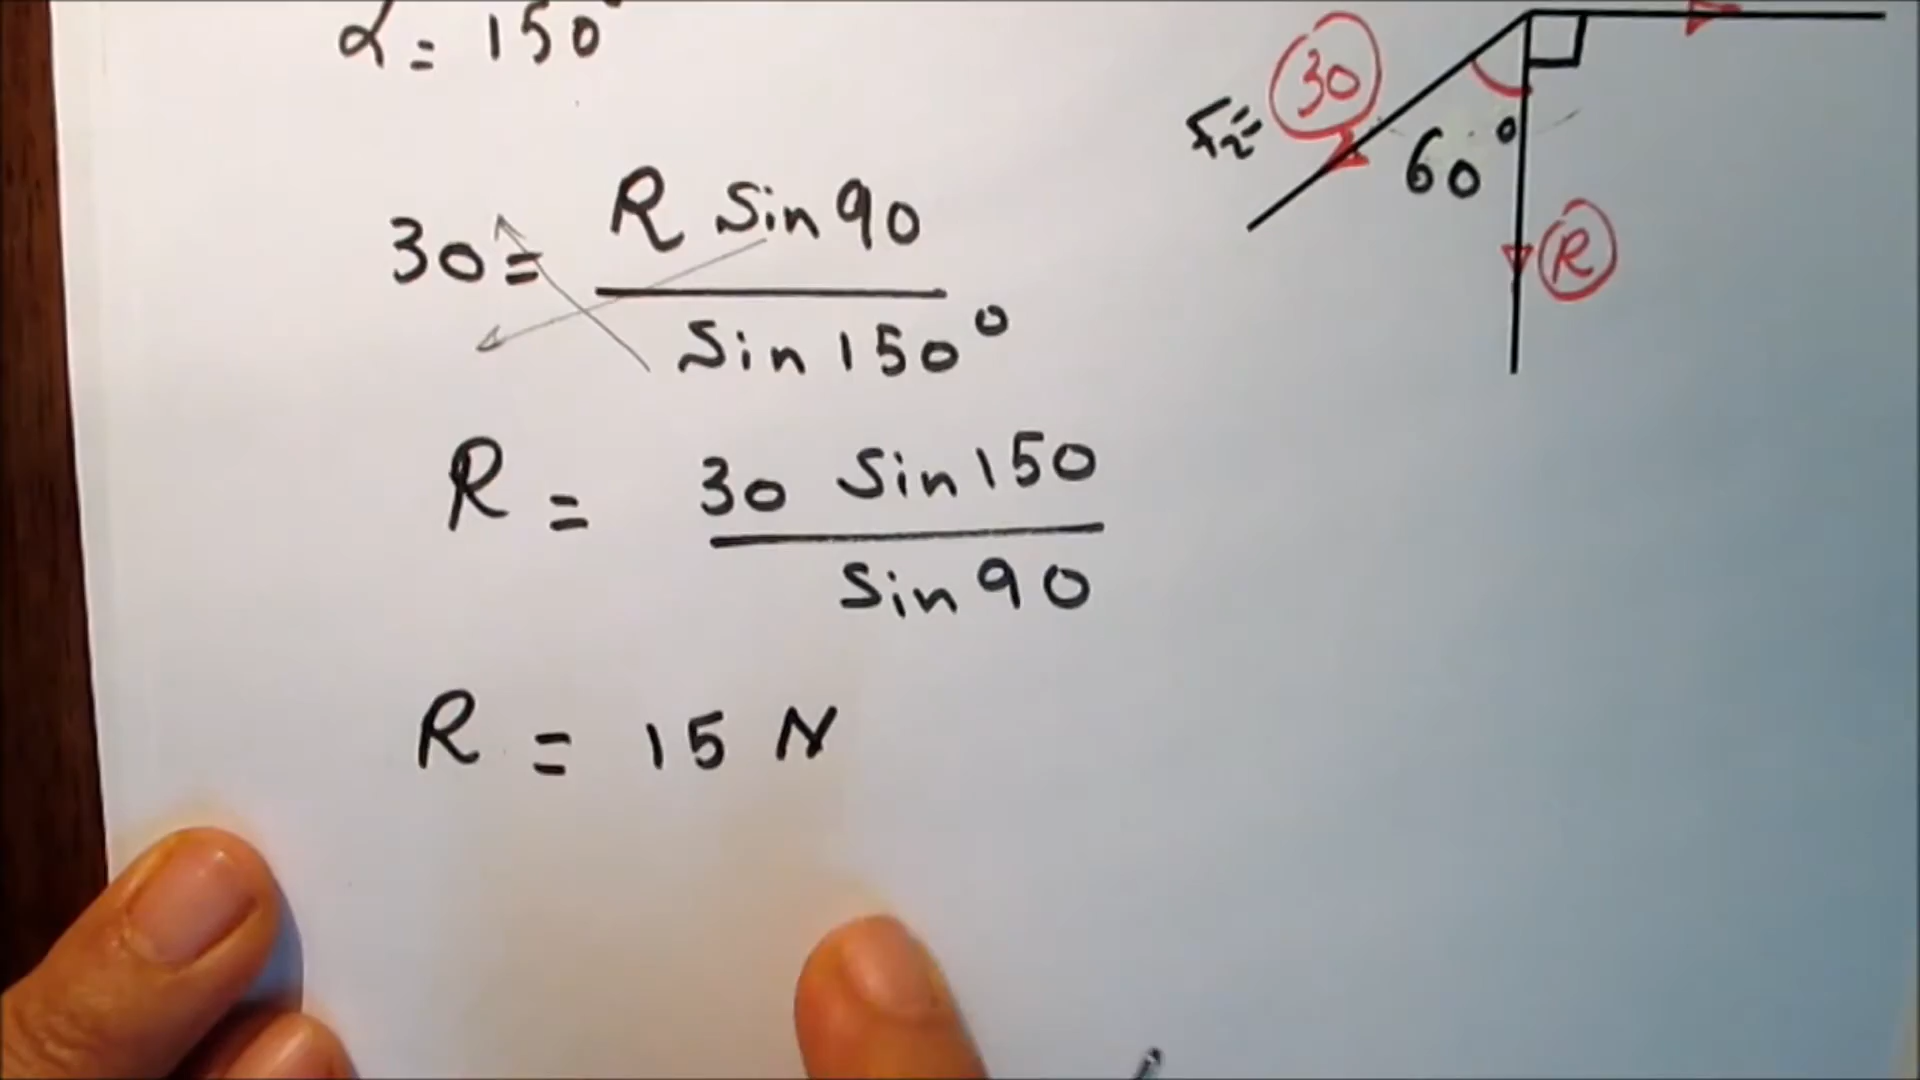 α = 150°
30 = R Sin 90
Sin 150°
R = 30 Sin 150
Sin 90
R = 15 N
F2 = 30
60°
R